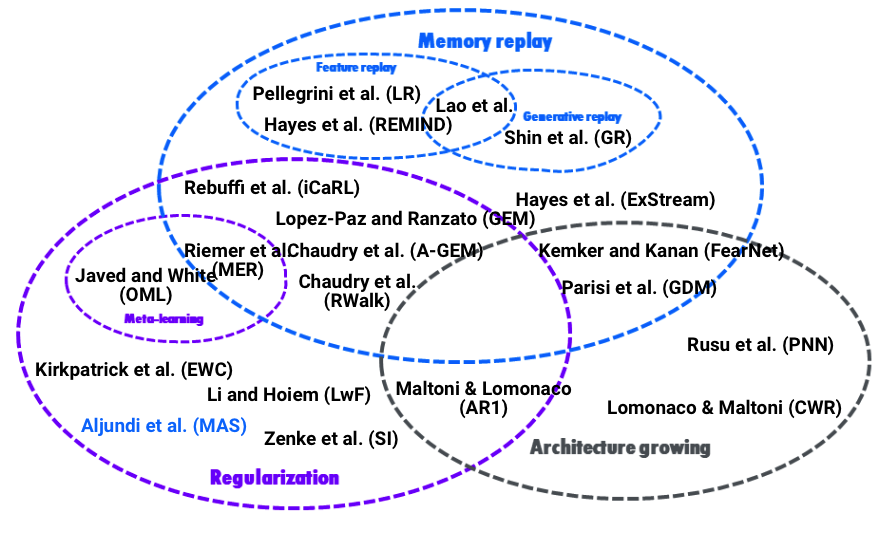 Memory replay
Feature replay
Pellegrini et al. (LR)
Lao et al.
Generative replay
Hayes et al. (REMIND)
Shin et al. (GR)
Rebuffi et al. (iCaRL)
Hayes et al. (ExStream)
Lopez-Paz and Ranzato (GEM)
Riemer et al
(MER)
Chaudry et al. (A-GEM)
Kemker and Kanan (FearNet)
Javed and White
(OML)
Chaudry et al.
(RWalk)
Parisi et al. (GDM)
Meta-learning
Rusu et al. (PNN)
Kirkpatrick et al. (EWC)
Li and Hoiem (LwF)
Maltoni & Lomonaco
(AR1)
Lomonaco & Maltoni (CWR)
Aljundi et al. (MAS)
Zenke et al. (SI)
Architecture growing
Regularization